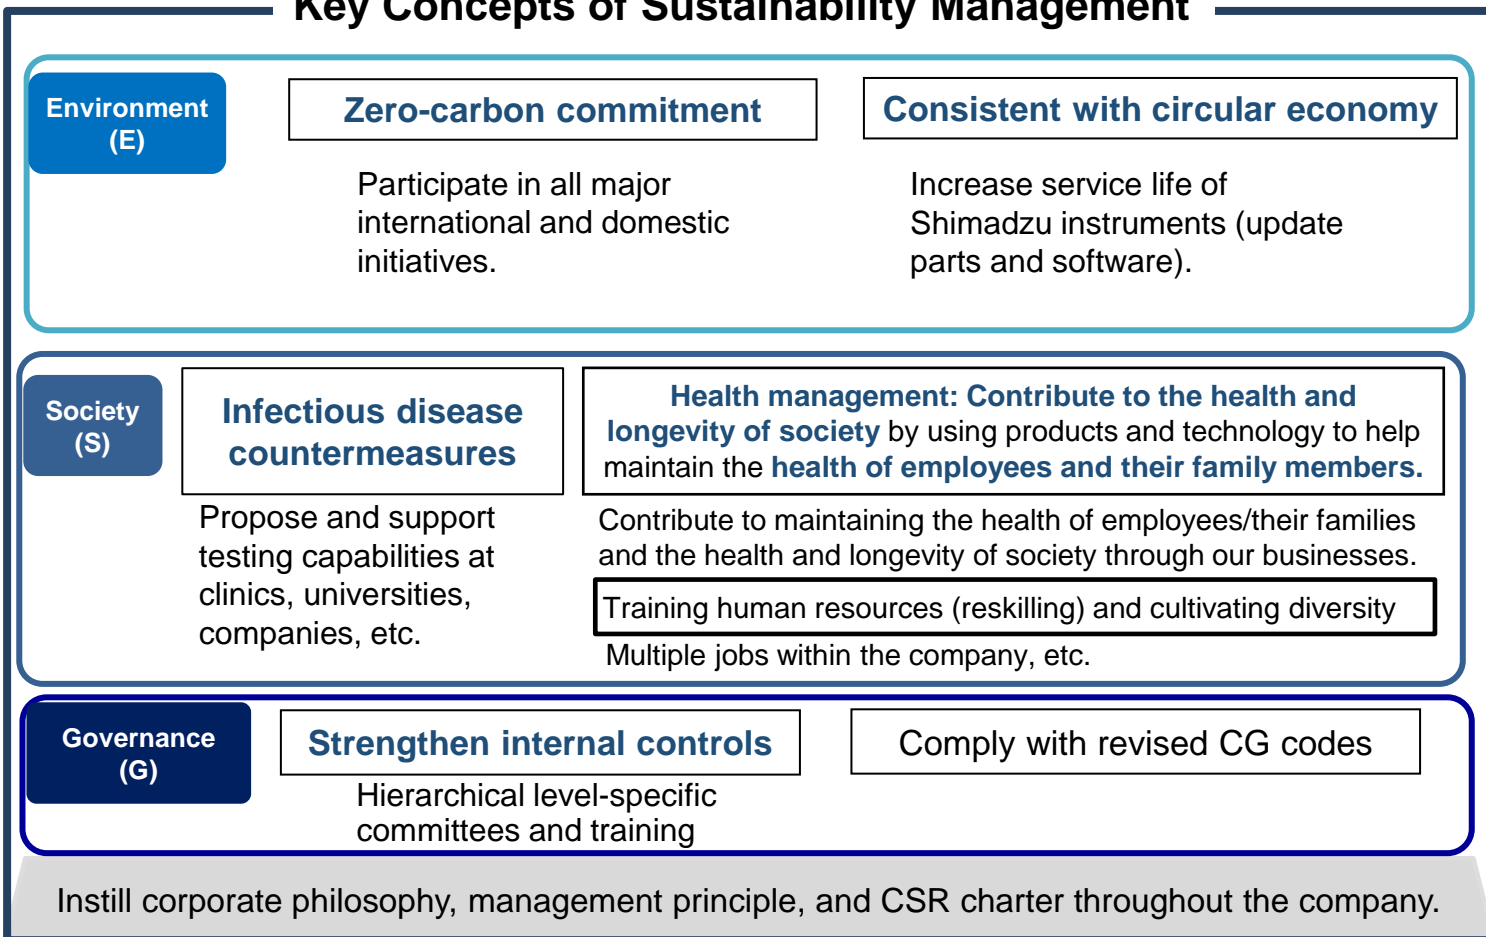 Key Concepts of Sustainability Management
Environment
(E)
Zero-carbon commitment
Participate in all major
international and domestic
initiatives.
Consistent with circular economy
Increase service life of
Shimadzu instruments (update
parts and software).
Society
(S)
Infectious disease
countermeasures
Propose and support
testing capabilities at
clinics, universities,
companies, etc.
Health management: Contribute to the health and
longevity of society by using products and technology to help
maintain the health of employees and their family members.
Contribute to maintaining the health of employees/their families
and the health and longevity of society through our businesses.
Training human resources (reskilling) and cultivating diversity
Multiple jobs within the company, etc.
Governance
(G)
Strengthen internal controls
Hierarchical level-specific
committees and training
Comply with revised CG codes
Instill corporate philosophy, management principle, and CSR charter throughout the company.